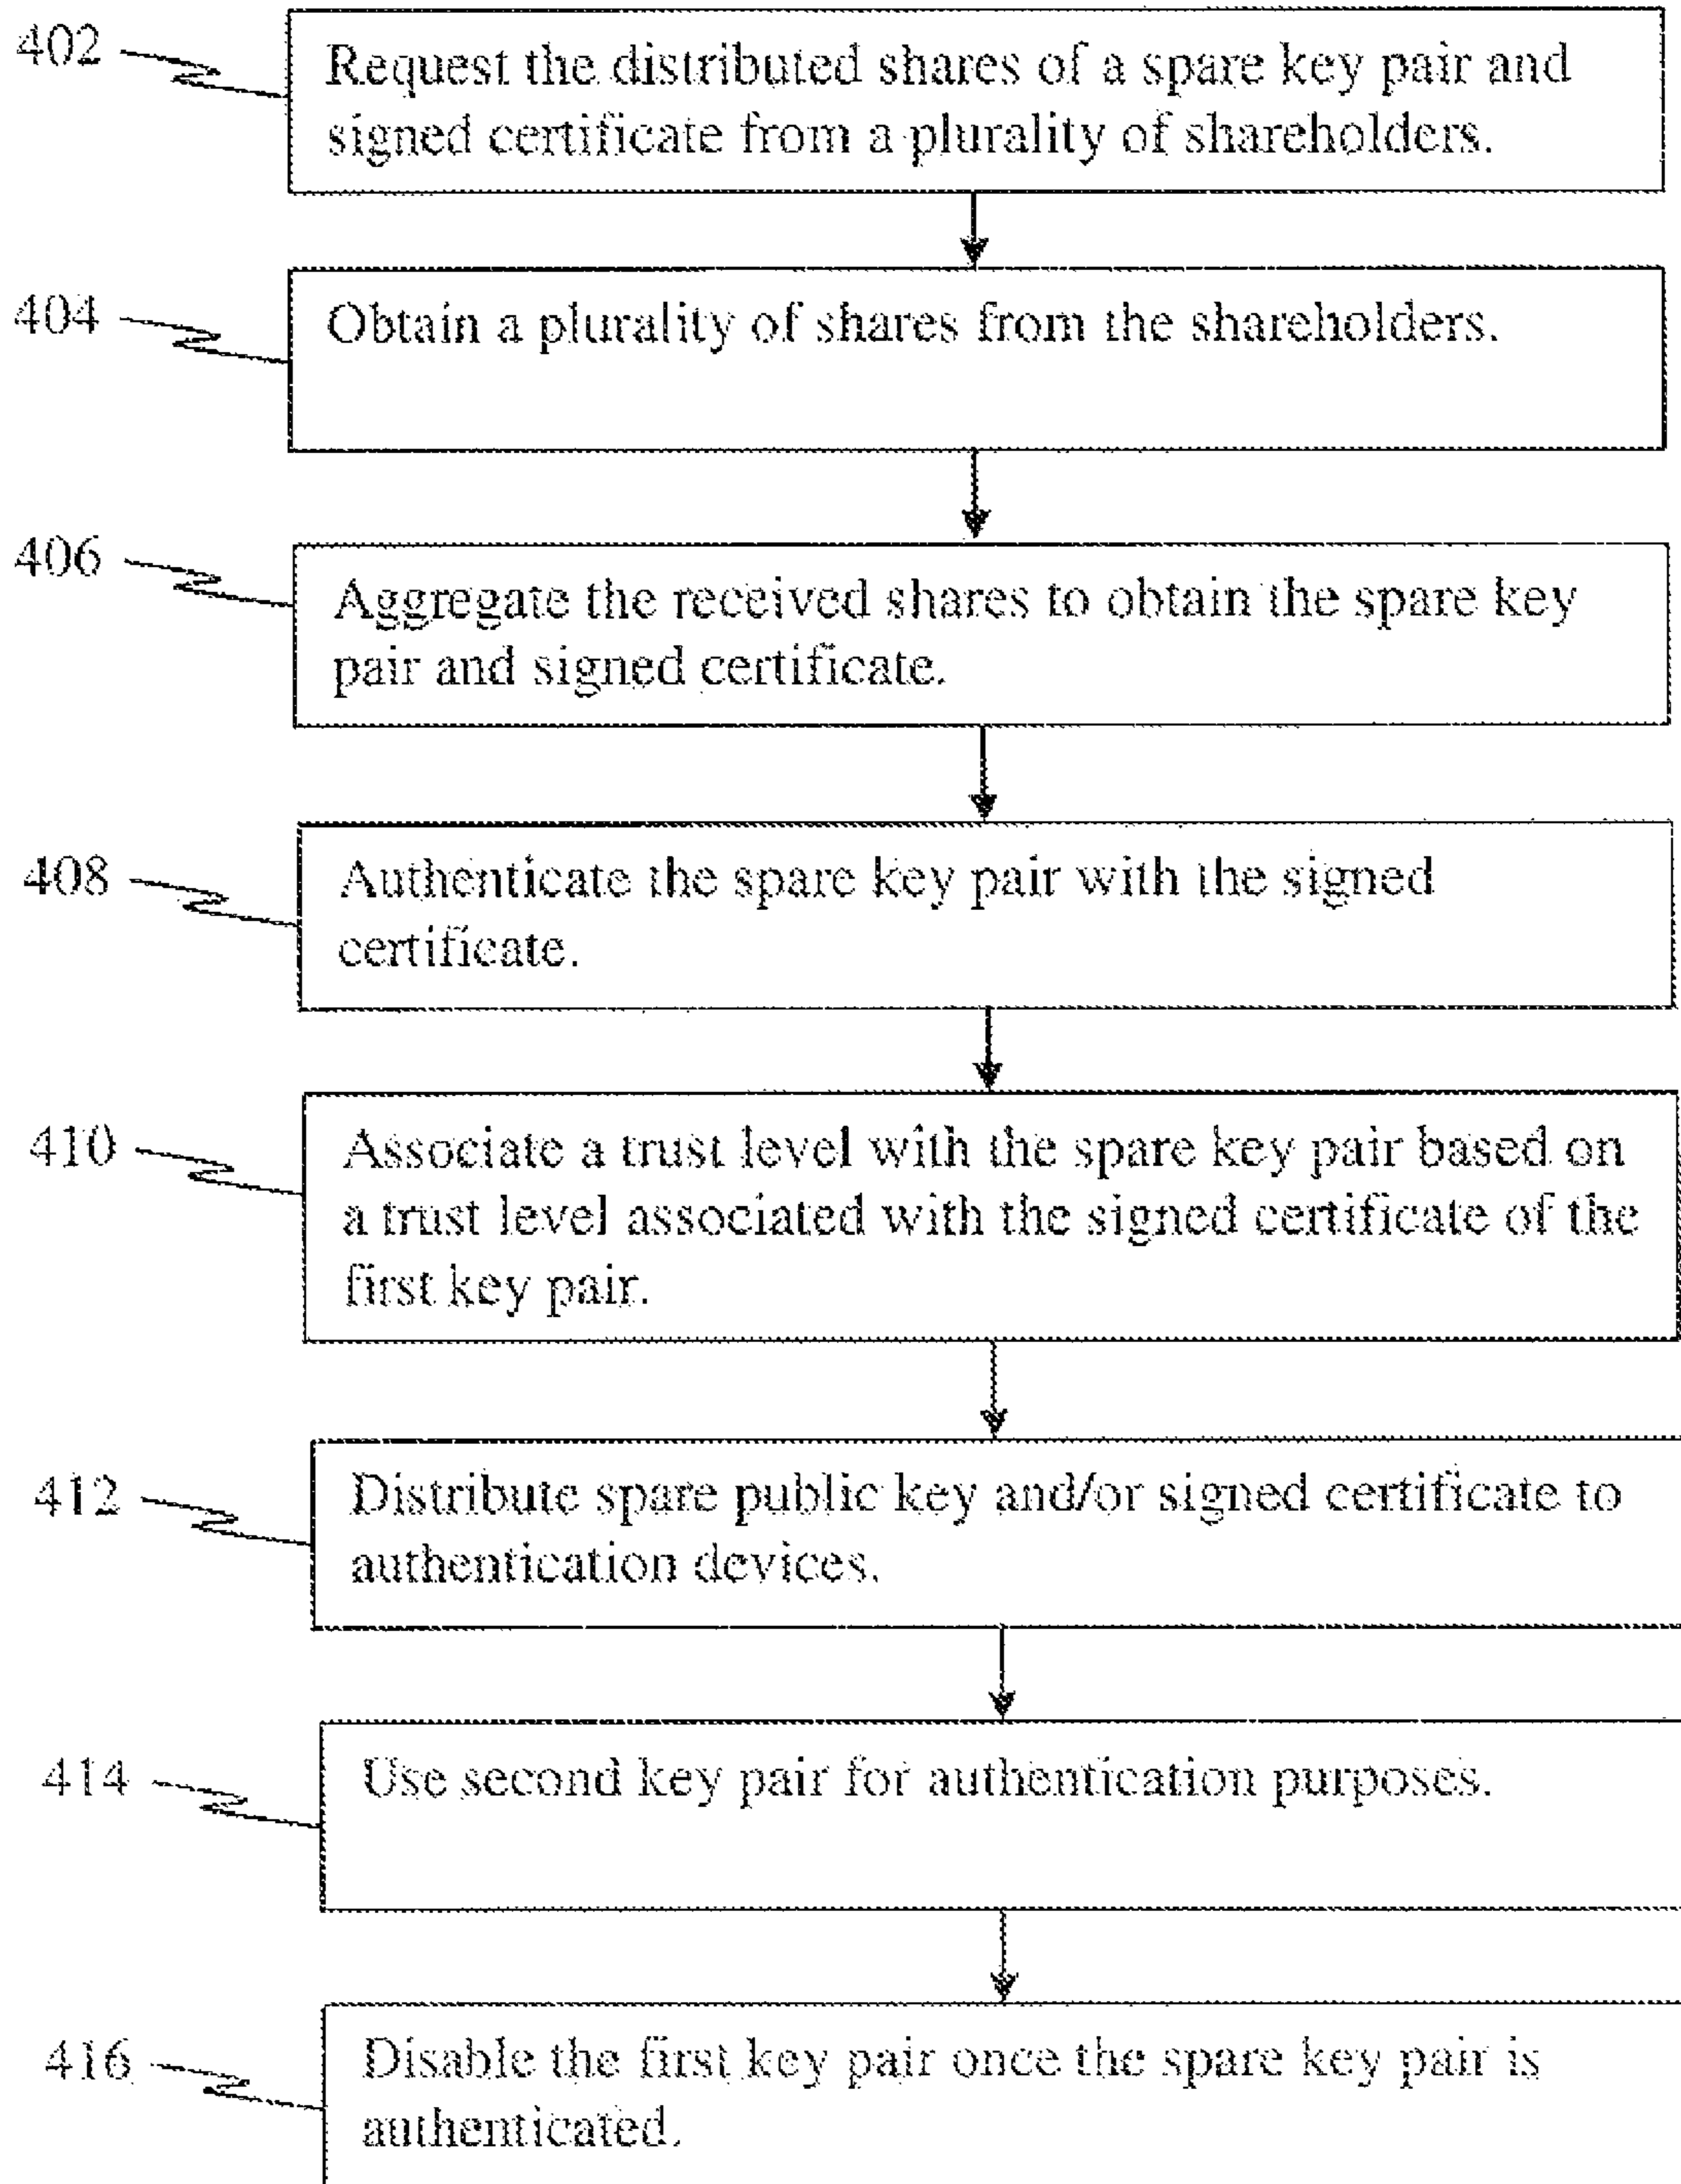 402
Request the distributed shares of a spare key pair and
signed certificate from a plurality of shareholders.
404
Obtain a plurality of shares from the shareholders.
406
Aggregate the received shares to obtain the spare key
pair and signed certificate.
408
Authenticate the spare key pair with the signed
certificate.
410
Associate a trust level with the spare key pair based on
a trust level associated with the signed certificate of the
first key pair.
412
Distribute spare public key and/or signed certificate to
authentication devices.
414
Use second key pair for authentication purposes.
416
Disable the first key pair once the spare key pair is
authenticated.